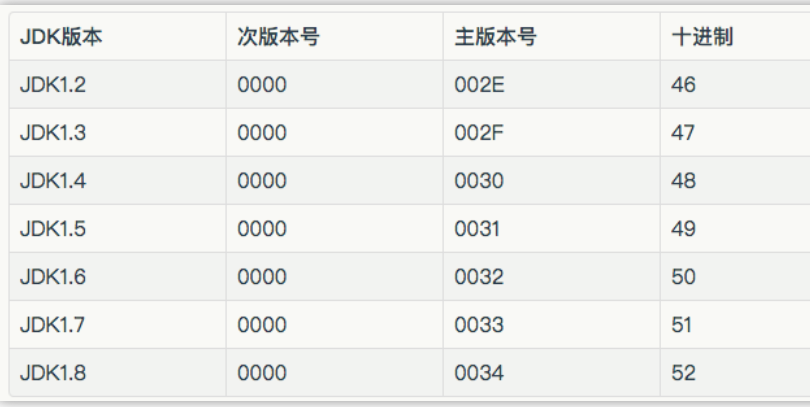 JDK版本 次版本号 主版本号 十进制
JDK1.2 0000 002E 46
JDK1.3 0000 002F 47
JDK1.4 0000 0030 48
JDK1.5 0000 0031 49
JDK1.6 0000 0032 50
JDK1.7 0000 0033 51
JDK1.8 0000 0034 52